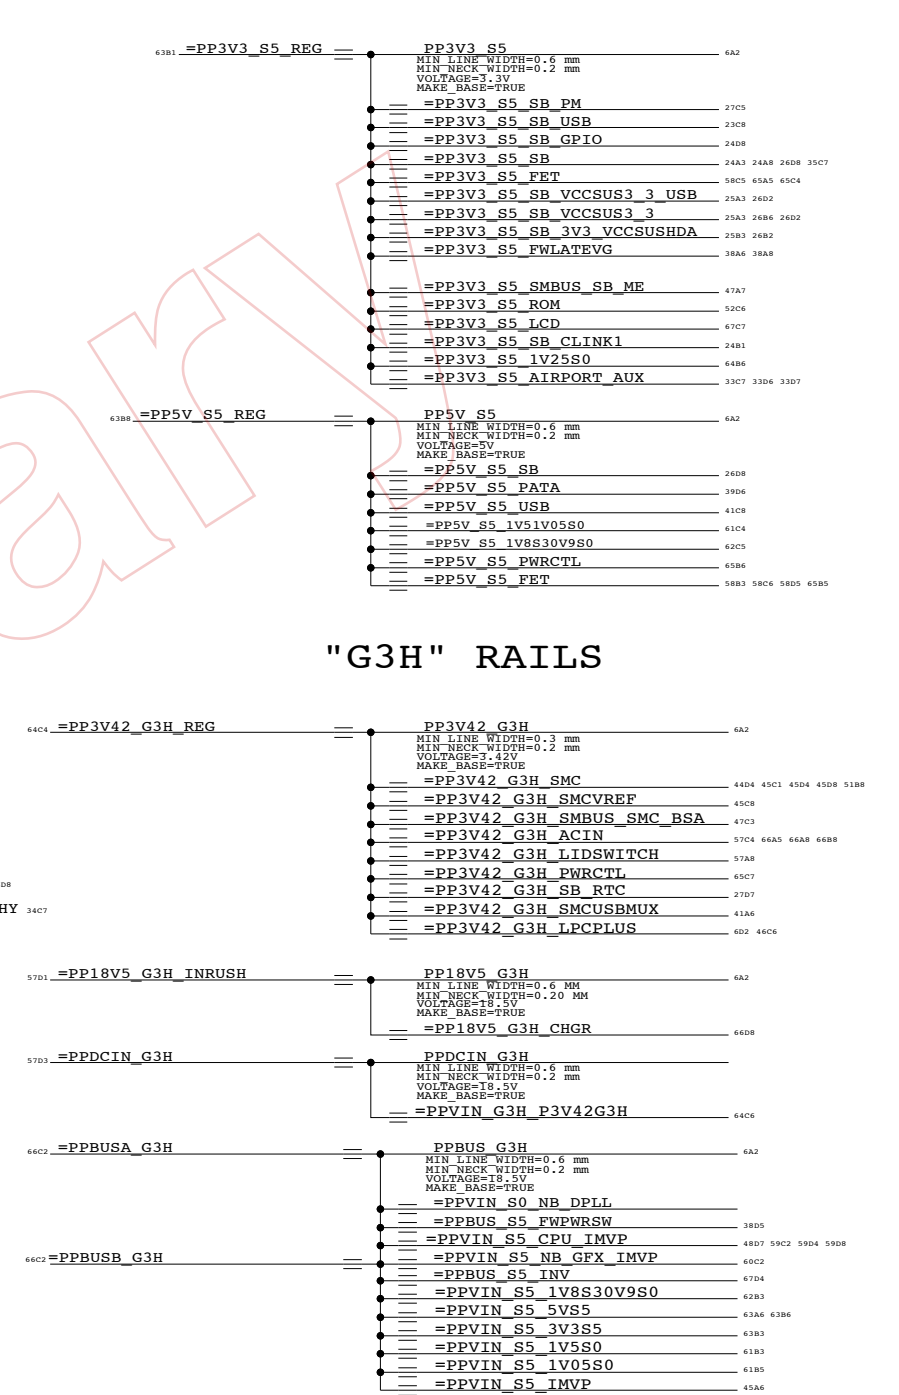 63B1 =PP3V3_S5_REG PP3V3_S5 6A2
MIN_LINE_WIDTH=0.6 mm
MIN_NECK_WIDTH=0.2 mm
VOLTAGE=3.3V
MAKE_BASE=TRUE
=PP3V3_S5_SB_PM 27C5
=PP3V3_S5_SB_USB 23C8
=PP3V3_S5_SB_GPIO 24D8
=PP3V3_S5_SB 24A3 24A8 26D8 35C7
=PP3V3_S5_FET 58C5 65A5 65C4
=PP3V3_S5_SB_VCCSUS3_3_USB 25A3 26D2
=PP3V3_S5_SB_VCCSUS3_3 25A3 26B6 26D2
=PP3V3_S5_SB_3V3_VCCSUSHDA 25B3 26B2
=PP3V3_S5_FWLATEVG 38A6 38A8
=PP3V3_S5_SMBUS_SB_ME 47A7
=PP3V3_S5_ROM 52C6
=PP3V3_S5_LCD 67C7
=PP3V3_S5_SB_CLINK1 24B1
=PP3V3_S5_1V25S0 64B6
=PP3V3_S5_AIRPORT_AUX 33C7 33D6 33D7
63B8 =PP5V_S5_REG PP5V_S5 6A2
MIN_LINE_WIDTH=0.6 mm
MIN_NECK_WIDTH=0.2 mm
VOLTAGE=5V
MAKE_BASE=TRUE
=PP5V_S5_SB 26D8
=PP5V_S5_PATA 39D6
=PP5V_S5_USB 41C8
=PP5V_S5_1V51V05S0 61C4
=PP5V_S5_1V8S30V9S0 62C5
=PP5V_S5_PWRCTL 65B6
=PP5V_S5_FET 58B3 58C6 58D5 65B5
ary
"G3H" RAILS
64C4 =PP3V42_G3H_REG PP3V42_G3H 6A2
MIN_LINE_WIDTH=0.3 mm
MIN_NECK_WIDTH=0.2 mm
VOLTAGE=3.42V
MAKE_BASE=TRUE
=PP3V42_G3H_SMC 44D4 45C1 45D4 45D8 51B8
=PP3V42_G3H_SMCVREF 45C8
=PP3V42_G3H_SMBUS_SMC_BSA 47C3
=PP3V42_G3H_ACIN 57C4 66A5 66A8 66B8
=PP3V42_G3H_LIDSWITCH 57A8
=PP3V42_G3H_PWRCTL 65C7
D8
=PP3V42_G3H_SB_RTC 27D7
HY 34C7
=PP3V42_G3H_SMCUSBMUX 41A6
=PP3V42_G3H_LPCPLUS 6D2 46C6
57D1 =PP18V5_G3H_INRUSH PP18V5_G3H 6A2
MIN_LINE_WIDTH=0.6 MM
MIN_NECK_WIDTH=0.20 MM
VOLTAGE=18.5V
MAKE_BASE=TRUE
=PP18V5_G3H_CHGR 66D8
57D3 =PPDCIN_G3H PPDCIN_G3H
MIN_LINE_WIDTH=0.6 mm
MIN_NECK_WIDTH=0.2 mm
VOLTAGE=18.5V
MAKE_BASE=TRUE
=PPVIN_G3H_P3V42G3H 64C6
66C2 =PPBUSA_G3H PPBUS_G3H 6A2
MIN_LINE_WIDTH=0.6 mm
MIN_NECK_WIDTH=0.2 mm
VOLTAGE=18.5V
MAKE_BASE=TRUE
=PPVIN_S0_NB_DPLL
=PPBUS_S5_FWPWRSW 38D5
=PPVIN_S5_CPU_IMVP 48D7 59C2 59D4 59D8
66C2 =PPBUSB_G3H =PPVIN_S5_NB_GFX_IMVP 60C2
=PPBUS_S5_INV 67D4
=PPVIN_S5_1V8S30V9S0 62B3
=PPVIN_S5_5VS5 63A6 63B6
=PPVIN_S5_3V3S5 63B3
=PPVIN_S5_1V5S0 61B3
=PPVIN_S5_1V05S0 61B5
=PPVIN_S5_IMVP 45A6